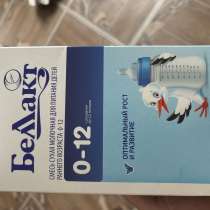 Беллакт
СМЕСЬ СУХАЯ МОЛОЧНАЯ ДЛЯ ПИТАНИЯ ДЕТЕЙ
РАННЕГО ВОЗРАСТА 0-12
0-12
ОПТИМАЛЬНЫЙ РОСТ
И РАЗВИТИЕ